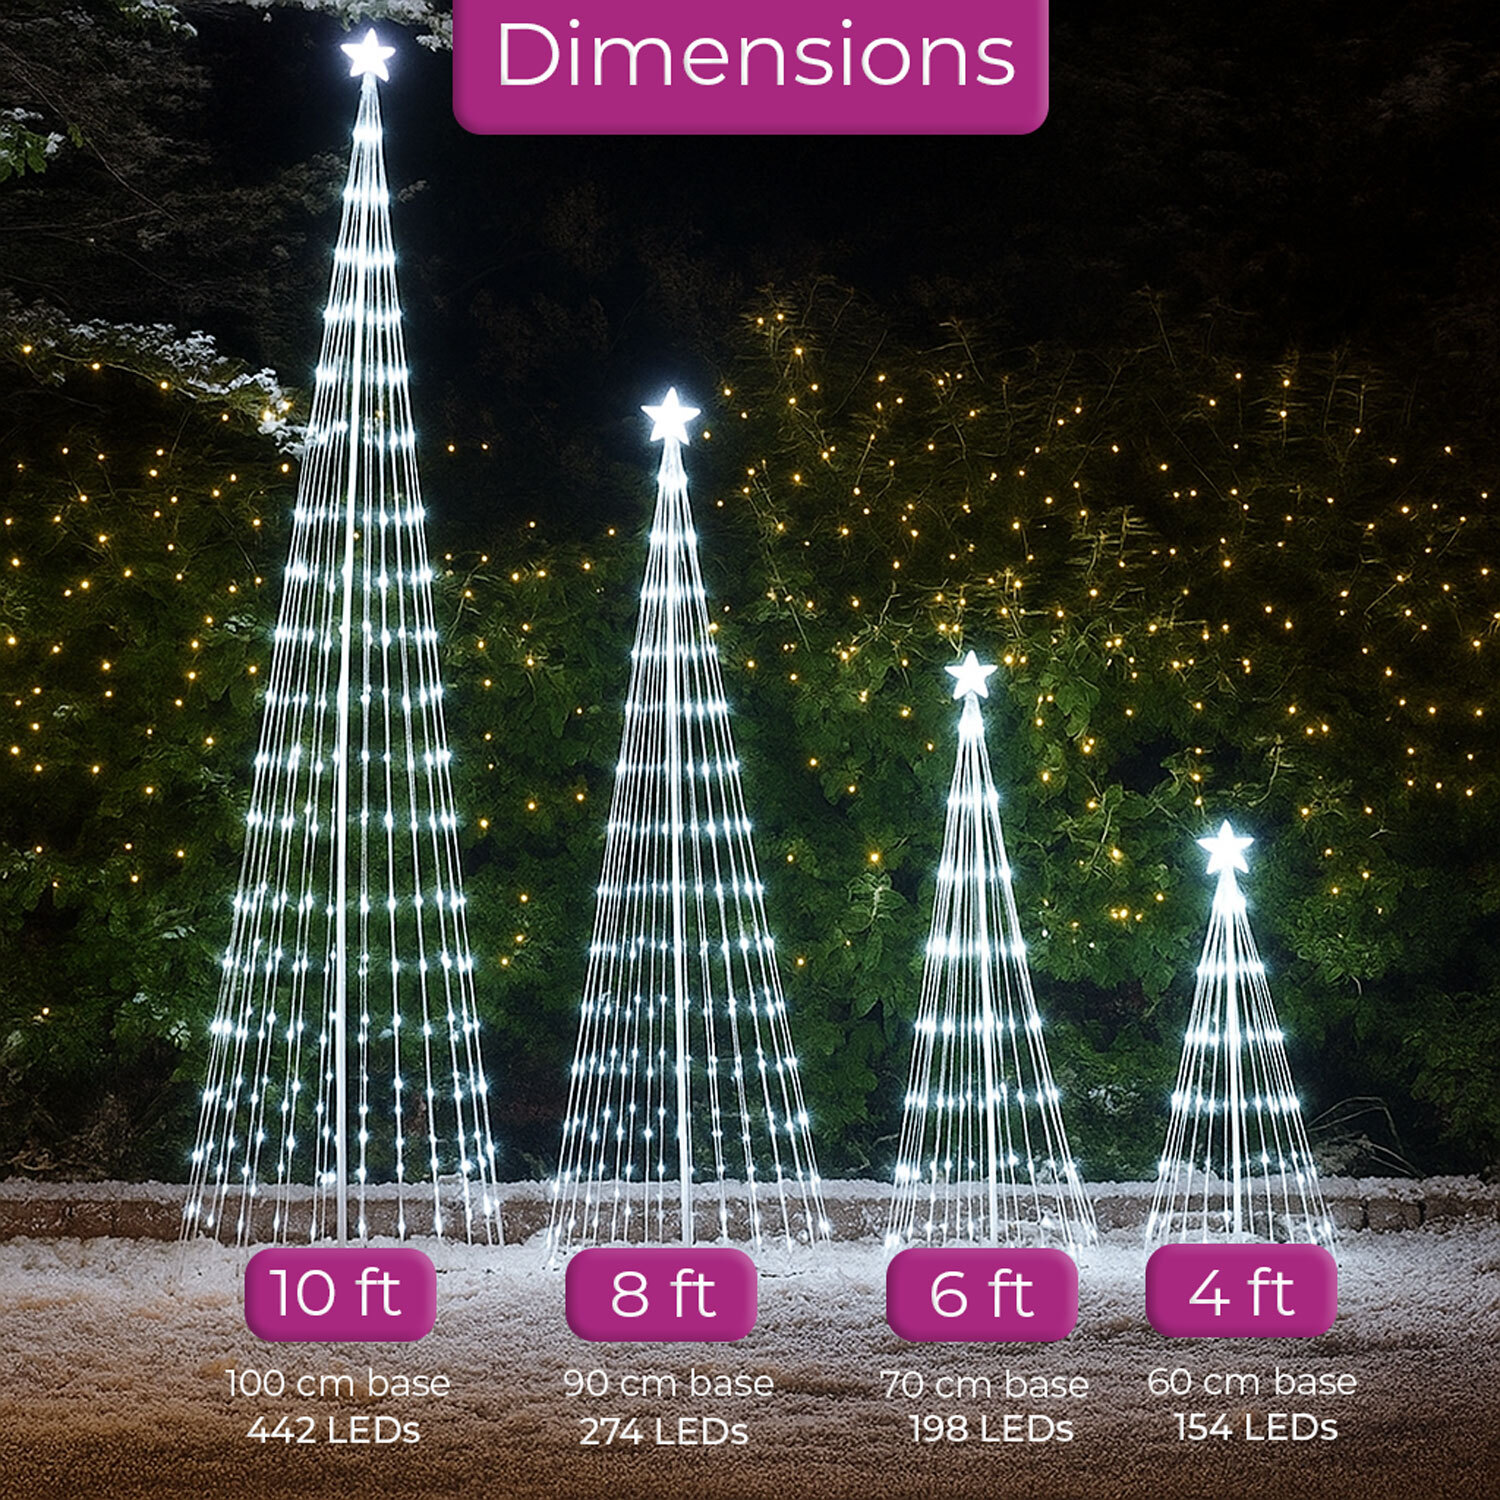 Dimensions
10 ft
100 cm base
442 LEDs
8 ft
90 cm base
274 LEDs
6 ft
70 cm base
198 LEDs
4 ft
60 cm base
154 LEDs